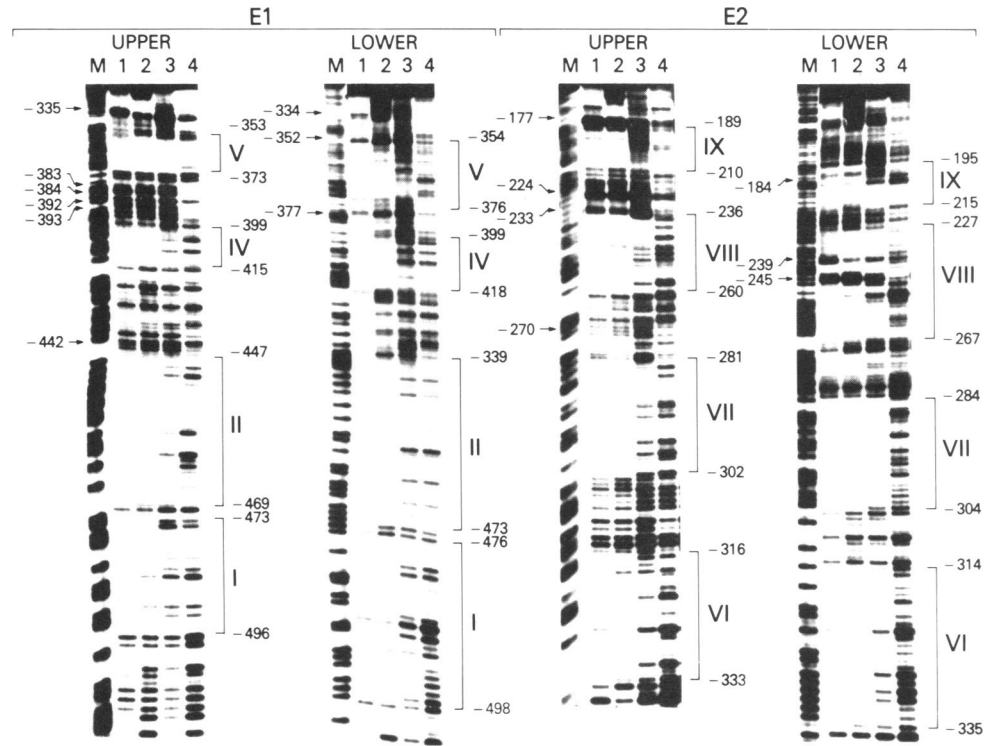 E1 E2
UPPER LOWER UPPER LOWER
M 1 2 3 4 M 1 2 3 4 M 1 2 3 4 M 1 2 3 4
-335
-383
-384
-392
-393
-442
-353
V
-373
-399
IV
-415
-447
II
-469
-473
I
-496
-334
-352
-377
-354
V
-376
-399
IV
-418
-339
II
-473
-476
I
-498
-177
-224
-233
-270
-189
IX
-210
-236
VIII
-260
-281
VII
-302
-316
VI
-333
-184
-239
-245
-195
IX
-215
-227
VIII
-267
-284
VII
-304
-314
VI
-335